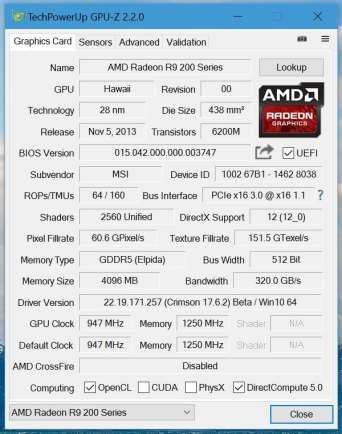 TechPowerUp GPU-Z 2.2.0
Graphics Card Sensors Advanced Validation
Name AMD Radeon R9 200 Series Lookup
GPU Hawaii Revision 00
AMD
RADEON
GRAPHICS
Technology 28 nm Die Size 438 mm²
Release Nov 5, 2013 Transistors 6200M
BIOS Version 015.042.000.000.003747 UEFI
Subvendor MSI Device ID 1002 67B1 - 1462 8038
ROPs/TMUs 64 / 160 Bus Interface PCIe x16 3.0 @ x16 1.1 ?
Shaders 2560 Unified DirectX Support 12 (12_0)
Pixel Fillrate 60.6 GPixel/s Texture Fillrate 151.5 GTexel/s
Memory Type GDDR5 (Elpida) Bus Width 512 Bit
Memory Size 4096 MB Bandwidth 320.0 GB/s
Driver Version 22.19.171.257 (Crimson 17.6.2) Beta / Win10 64
GPU Clock 947 MHz Memory 1250 MHz Shader N/A
Default Clock 947 MHz Memory 1250 MHz Shader N/A
AMD CrossFire Disabled
Computing OpenCL CUDA PhysX DirectCompute 5.0
AMD Radeon R9 200 Series Close